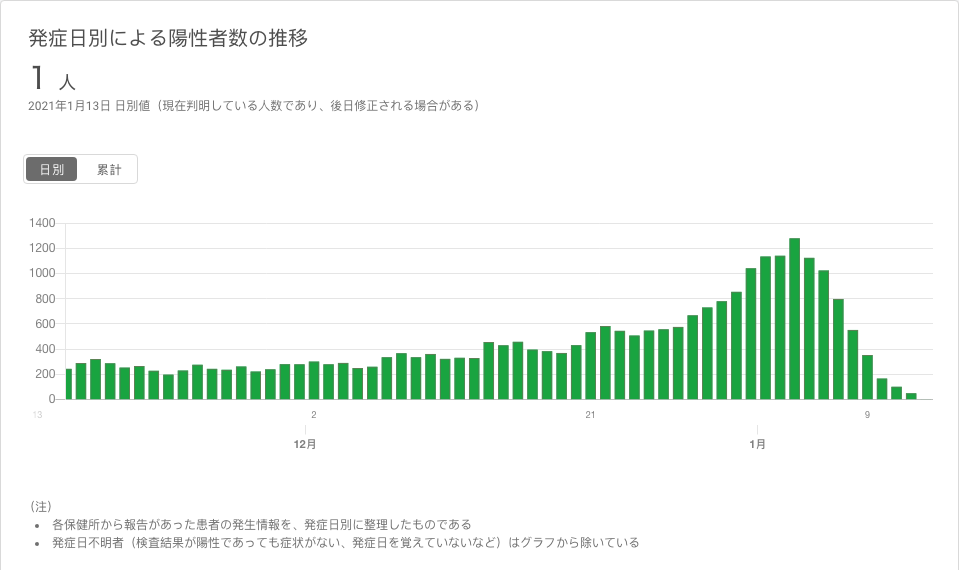 発症日別による陽性者数の推移
1 人
2021年1月13日 日別値（現在判明している人数であり、後日修正される場合がある）
日別 累計
1400
1200
1000
800
600
400
200
0
13 2 21 9
12月 1月
（注）
• 各保健所から報告があった患者の発生情報を、発症日別に整理したものである
• 発症日不明者（検査結果が陽性であっても症状がない、発症日を覚えていないなど）はグラフから除いている